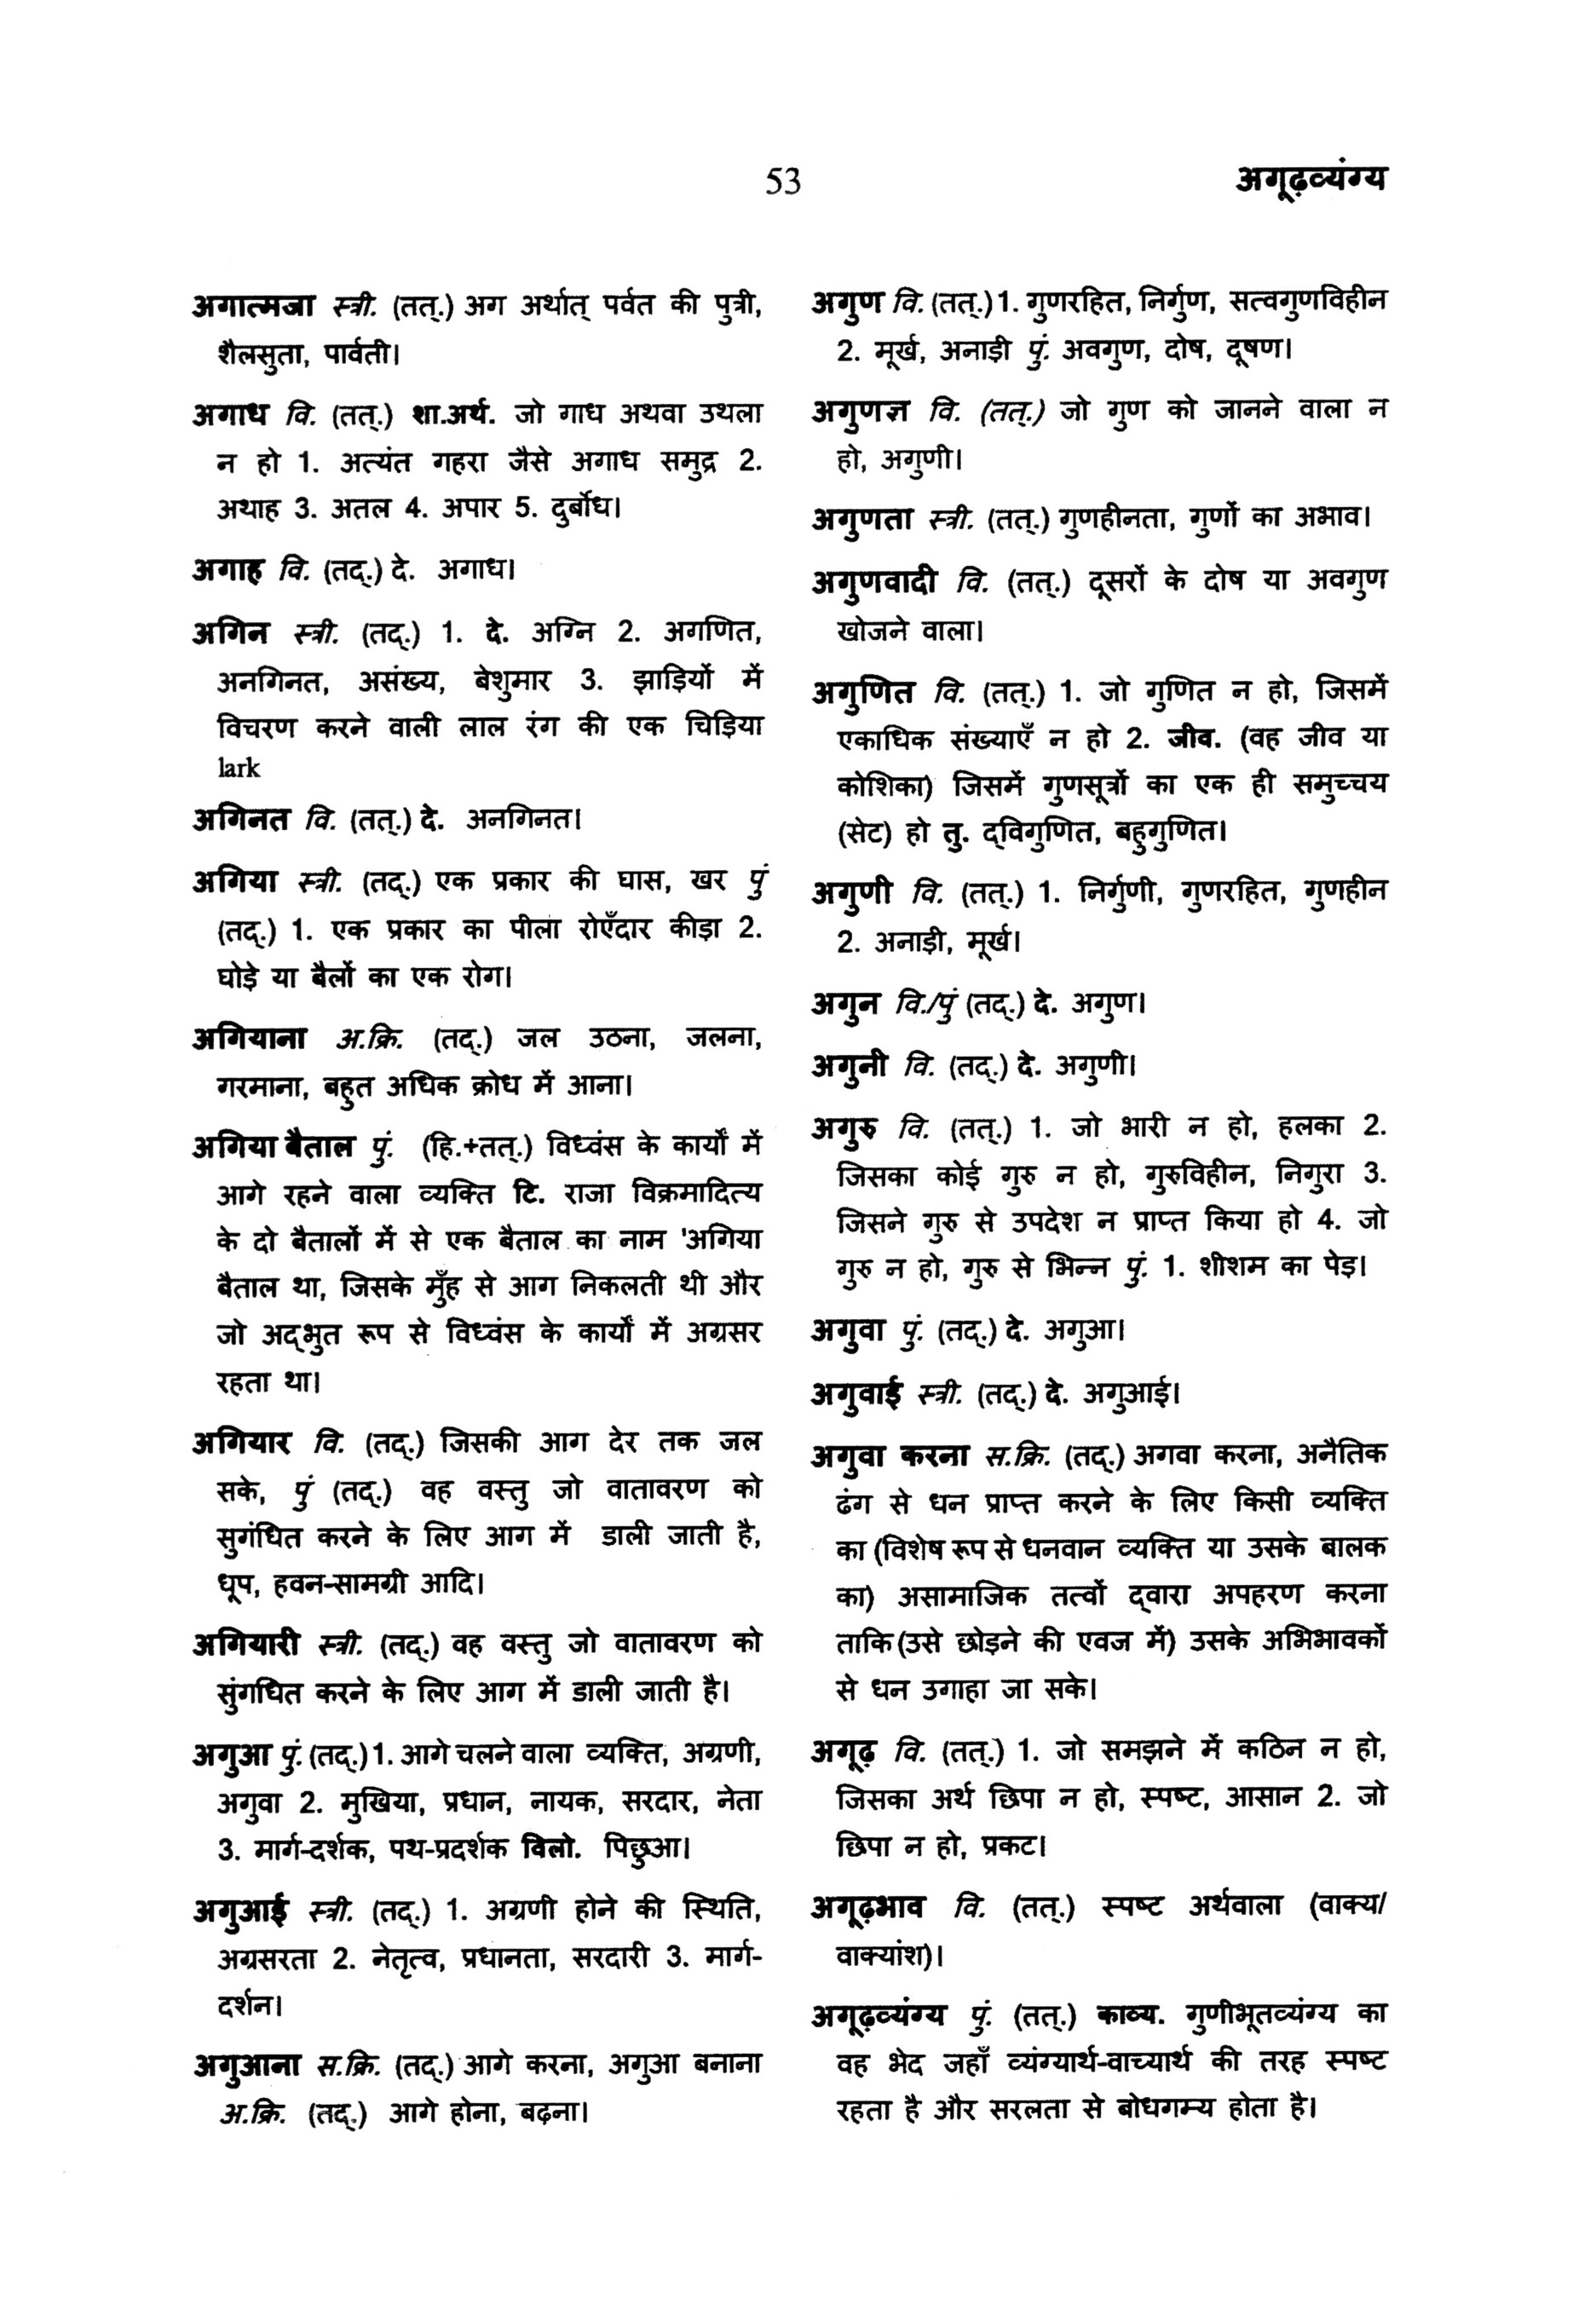 53
अगूढ़व्यंग्य
अगात्मजा स्त्री. (तत्.) अग अर्थात् पर्वत की पुत्री,
शैलसुता, पार्वती।
अगाध वि. (तत्.) शा.अर्थ. जो गाध अथवा उथला
न हो 1. अत्यंत गहरा जैसे अगाध समुद्र 2.
अथाह 3. अतल 4. अपार 5. दुर्बोध।
अगाह वि. (तद्.) दे. अगाध।
अगिन स्त्री. (तद्.) 1. दे. अग्नि 2. अगणित,
अनगिनत, असंख्य, बेशुमार 3. झाड़ियों में
विचरण करने वाली लाल रंग की एक चिड़िया
lark
अगिनत वि. (तत्.) दे. अनगिनत।
अगिया स्त्री. (तद्.) एक प्रकार की घास, खर पुं
(तद्.) 1. एक प्रकार का पीला रोएँदार कीड़ा 2.
घोड़े या बैलों का एक रोग।
अगियाना अ.क्रि. (तद्.) जल उठना, जलना,
गरमाना, बहुत अधिक क्रोध में आना।
अगिया बैताल पुं. (हि.+तत्.) विध्वंस के कार्यों में
आगे रहने वाला व्यक्ति टि. राजा विक्रमादित्य
के दो बैतालों में से एक बैताल का नाम 'अगिया
बैताल था, जिसके मुँह से आग निकलती थी और
जो अद्भुत रूप से विध्वंस के कार्यों में अग्रसर
रहता था।
अगियार वि. (तद्.) जिसकी आग देर तक जल
सके, पुं (तद्.) वह वस्तु जो वातावरण को
सुगंधित करने के लिए आग में डाली जाती है,
धूप, हवन-सामग्री आदि।
अगियारी स्त्री. (तद्.) वह वस्तु जो वातावरण को
सुंगधित करने के लिए आग में डाली जाती है।
अगुआ पुं. (तद्.) 1. आगे चलने वाला व्यक्ति, अग्रणी,
अगुवा 2. मुखिया, प्रधान, नायक, सरदार, नेता
3. मार्ग-दर्शक, पथ-प्रदर्शक विलो. पिछुआ।
अगुआई स्त्री. (तद्.) 1. अग्रणी होने की स्थिति,
अग्रसरता 2. नेतृत्व, प्रधानता, सरदारी 3. मार्ग-
दर्शन।
अगुआना स.क्रि. (तद्.) आगे करना, अगुआ बनाना
अ.क्रि. (तद्.) आगे होना, बढ़ना।
अगुण वि. (तत्.) 1. गुणरहित, निर्गुण, सत्वगुणविहीन
2. मूर्ख, अनाड़ी पुं. अवगुण, दोष, दूषण।
अगुणज्ञ वि. (तत्.) जो गुण को जानने वाला न
हो, अगुणी।
अगुणता स्त्री. (तत्.) गुणहीनता, गुणों का अभाव।
अगुणवादी वि. (तत्.) दूसरों के दोष या अवगुण
खोजने वाला।
अगुणित वि. (तत्.) 1. जो गुणित न हो, जिसमें
एकाधिक संख्याएँ न हो 2. जीव. (वह जीव या
कोशिका) जिसमें गुणसूत्रों का एक ही समुच्चय
(सेट) हो तु. द्विगुणित, बहुगुणित।
अगुणी वि. (तत्.) 1. निर्गुणी, गुणरहित, गुणहीन
2. अनाड़ी, मूर्ख।
अगुन वि./पुं (तद्.) दे. अगुण।
अगुनी वि. (तद्.) दे. अगुणी।
अगुरु वि. (तत्.) 1. जो भारी न हो, हलका 2.
जिसका कोई गुरु न हो, गुरुविहीन, निगुरा 3.
जिसने गुरु से उपदेश न प्राप्त किया हो 4. जो
गुरु न हो, गुरु से भिन्न पुं. 1. शीशम का पेड़।
अगुवा पुं. (तद्.) दे. अगुआ।
अगुवाई स्त्री. (तद्.) दे. अगुआई।
अगुवा करना स.क्रि. (तद्.) अगवा करना, अनैतिक
ढंग से धन प्राप्त करने के लिए किसी व्यक्ति
का (विशेष रूप से धनवान व्यक्ति या उसके बालक
का) असामाजिक तत्वों द्वारा अपहरण करना
ताकि (उसे छोड़ने की एवज में) उसके अभिभावकों
से धन उगाहा जा सके।
अगूढ़ वि. (तत्.) 1. जो समझने में कठिन न हो,
जिसका अर्थ छिपा न हो, स्पष्ट, आसान 2. जो
छिपा न हो, प्रकट।
अगूढ़भाव वि. (तत्.) स्पष्ट अर्थवाला (वाक्य/
वाक्यांश)।
अगूढ़व्यंग्य पुं. (तत्.) काव्य. गुणीभूतव्यंग्य का
वह भेद जहाँ व्यंग्यार्थ-वाच्यार्थ की तरह स्पष्ट
रहता है और सरलता से बोधगम्य होता है।